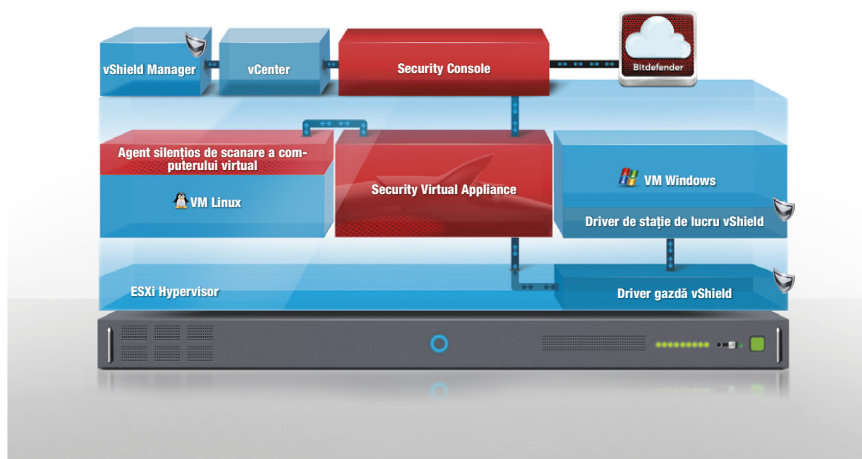 vShield Manager
vCenter
Security Console
Bitdefender
Agent silențios de scanare a com-
puterului virtual
VM Linux
Security Virtual Appliance
VM Windows
Driver de stație de lucru vShield
ESXi Hypervisor
Driver gazdă vShield